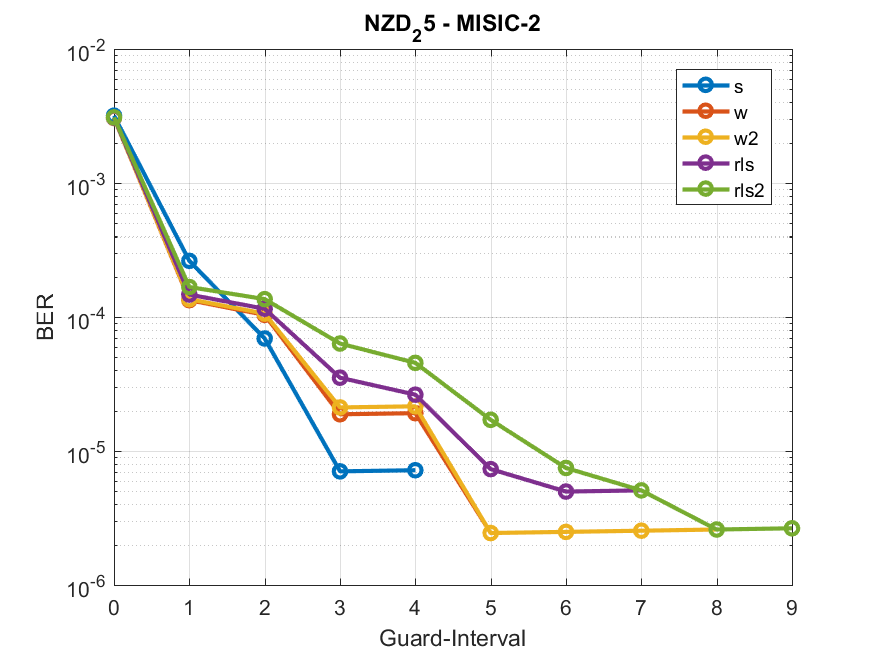 NZD₂5 - MISIC-2
10⁻²
10⁻³
10⁻⁴
10⁻⁵
10⁻⁶
BER
s
w
w2
rls
rls2
0 1 2 3 4 5 6 7 8 9
Guard-Interval